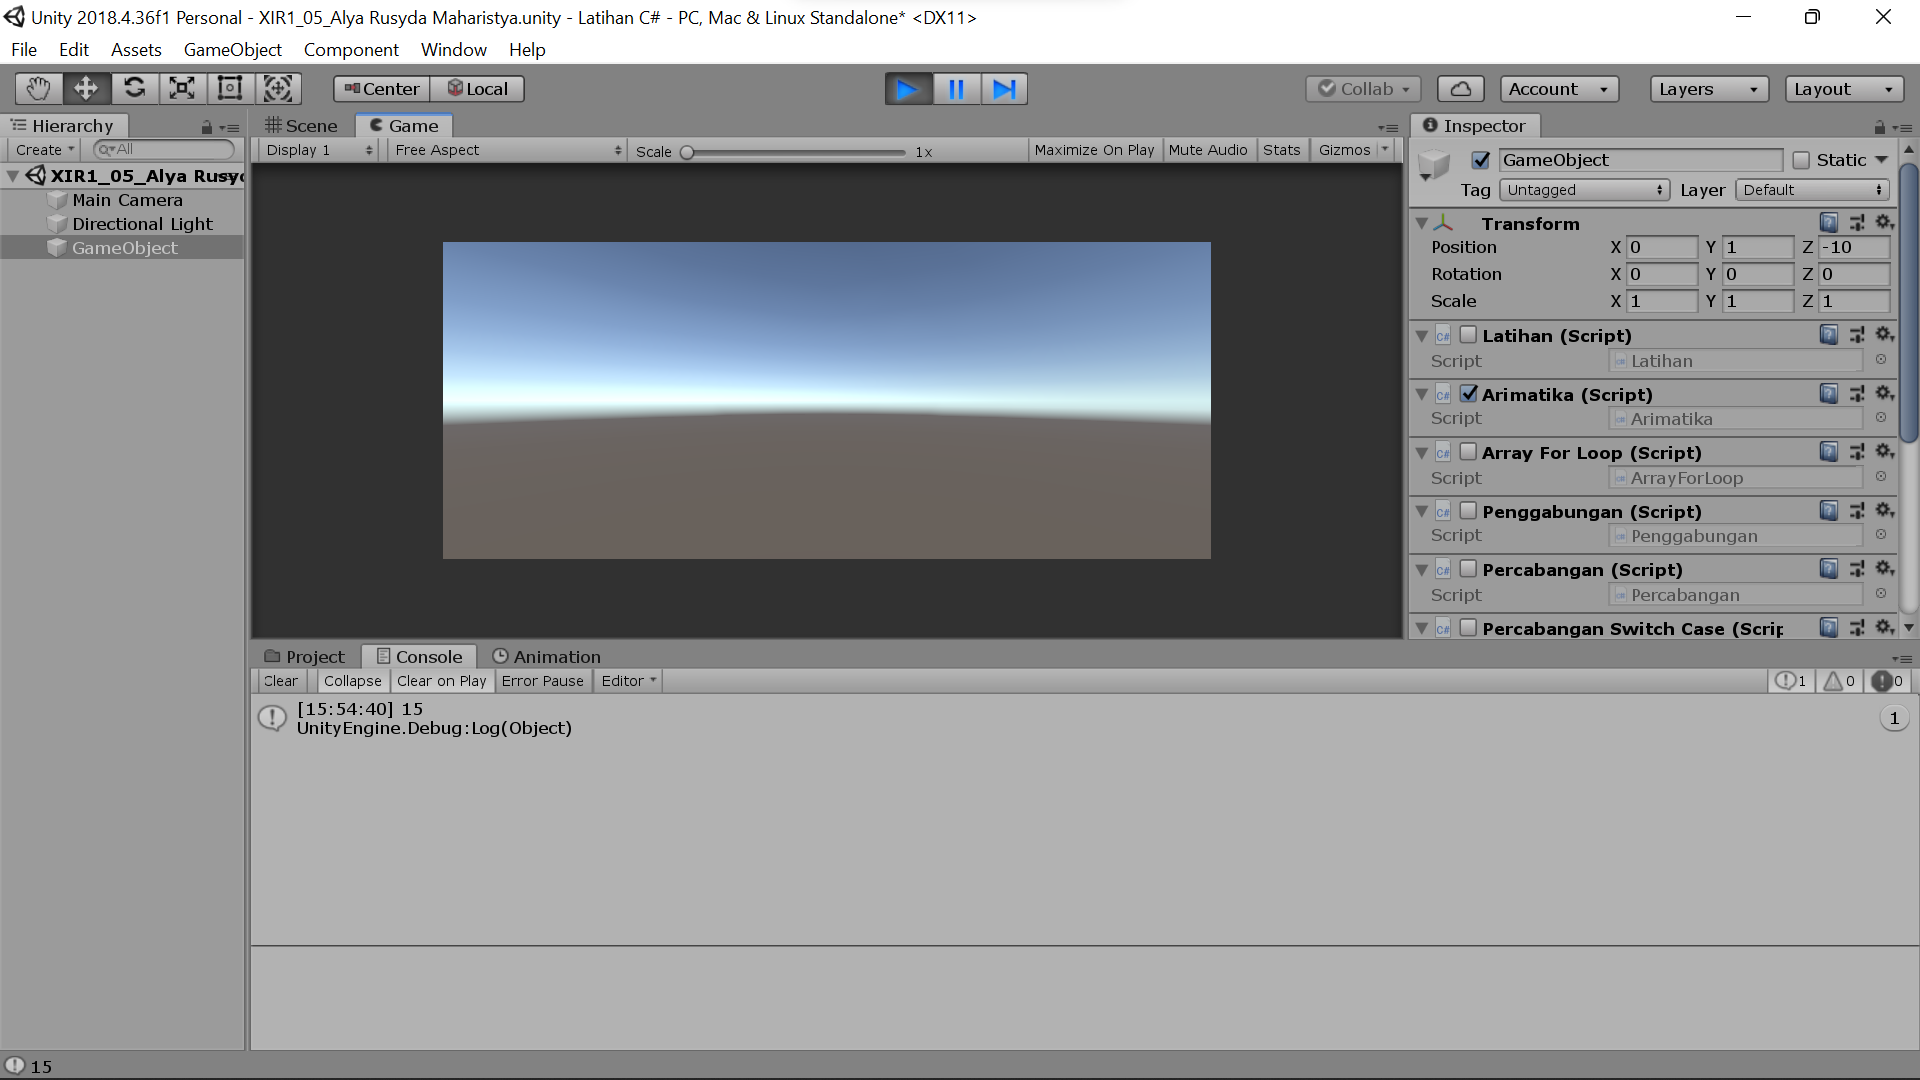 Unity 2018.4.36f1 Personal - XIR1_05_Alya Rusyda Maharistya.unity - Latihan C# - PC, Mac & Linux Standalone* <DX11>
File Edit Assets GameObject Component Window Help
Center Local Collab Account Layers Layout
Hierarchy
Create All
XIR1_05_Alya Rusyd
Main Camera
Directional Light
GameObject
Scene Game
Display 1 Free Aspect Scale 1x Maximize On Play Mute Audio Stats Gizmos
Inspector
GameObject Static
Tag Untagged Layer Default
Transform
Position X 0 Y 1 Z -10
Rotation X 0 Y 0 Z 0
Scale X 1 Y 1 Z 1
Latihan (Script)
Script Latihan
Arimatika (Script)
Script Arimatika
Array For Loop (Script)
Script ArrayForLoop
Penggabungan (Script)
Script Penggabungan
Percabangan (Script)
Script Percabangan
Percabangan Switch Case (Scrip
Project Console Animation
Clear Collapse Clear on Play Error Pause Editor 1 0 0
[15:54:40] 15
UnityEngine.Debug:Log(Object)
1
15